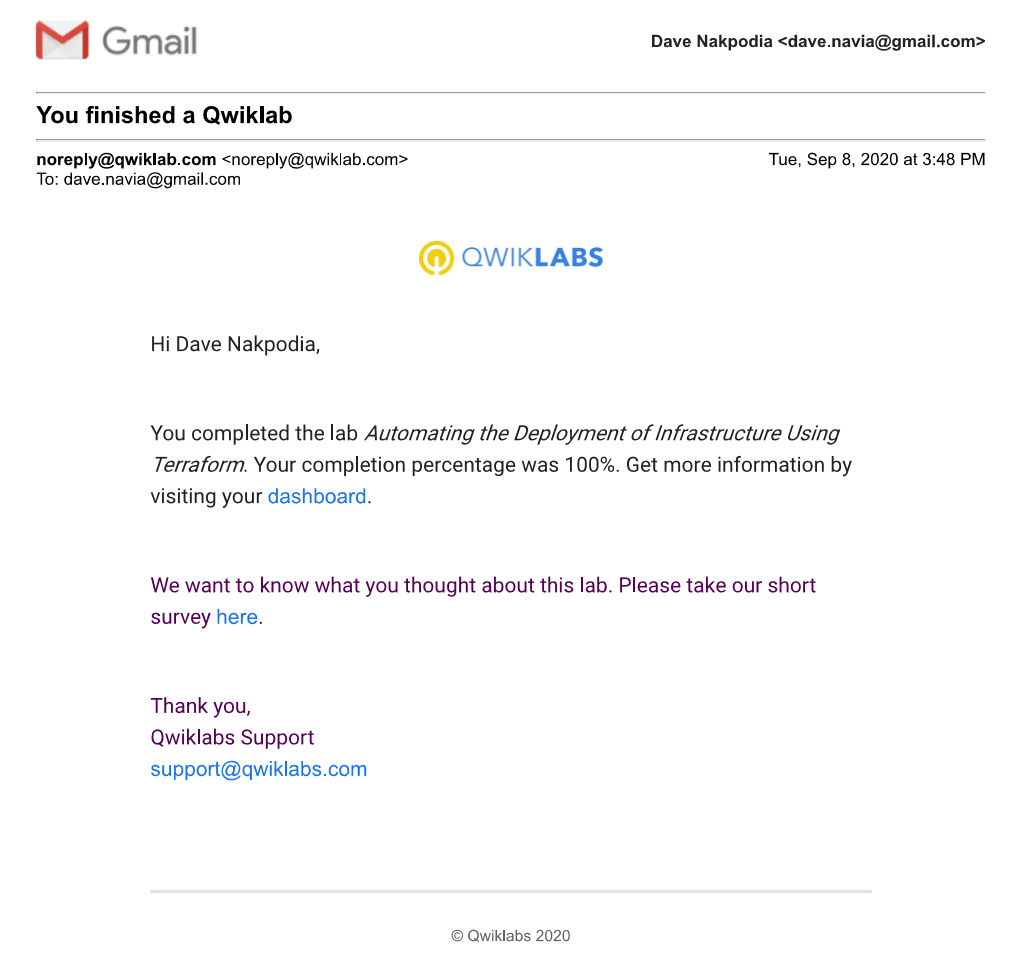 Gmail
Dave Nakpodia <dave.navia@gmail.com>
You finished a Qwiklab
noreply@qwiklab.com <noreply@qwiklab.com>
Tue, Sep 8, 2020 at 3:48 PM
To: dave.navia@gmail.com
QWIKLABS
Hi Dave Nakpodia,
You completed the lab Automating the Deployment of Infrastructure Using
Terraform. Your completion percentage was 100%. Get more information by
visiting your dashboard.
We want to know what you thought about this lab. Please take our short
survey here.
Thank you,
Qwiklabs Support
support@qwiklabs.com
© Qwiklabs 2020